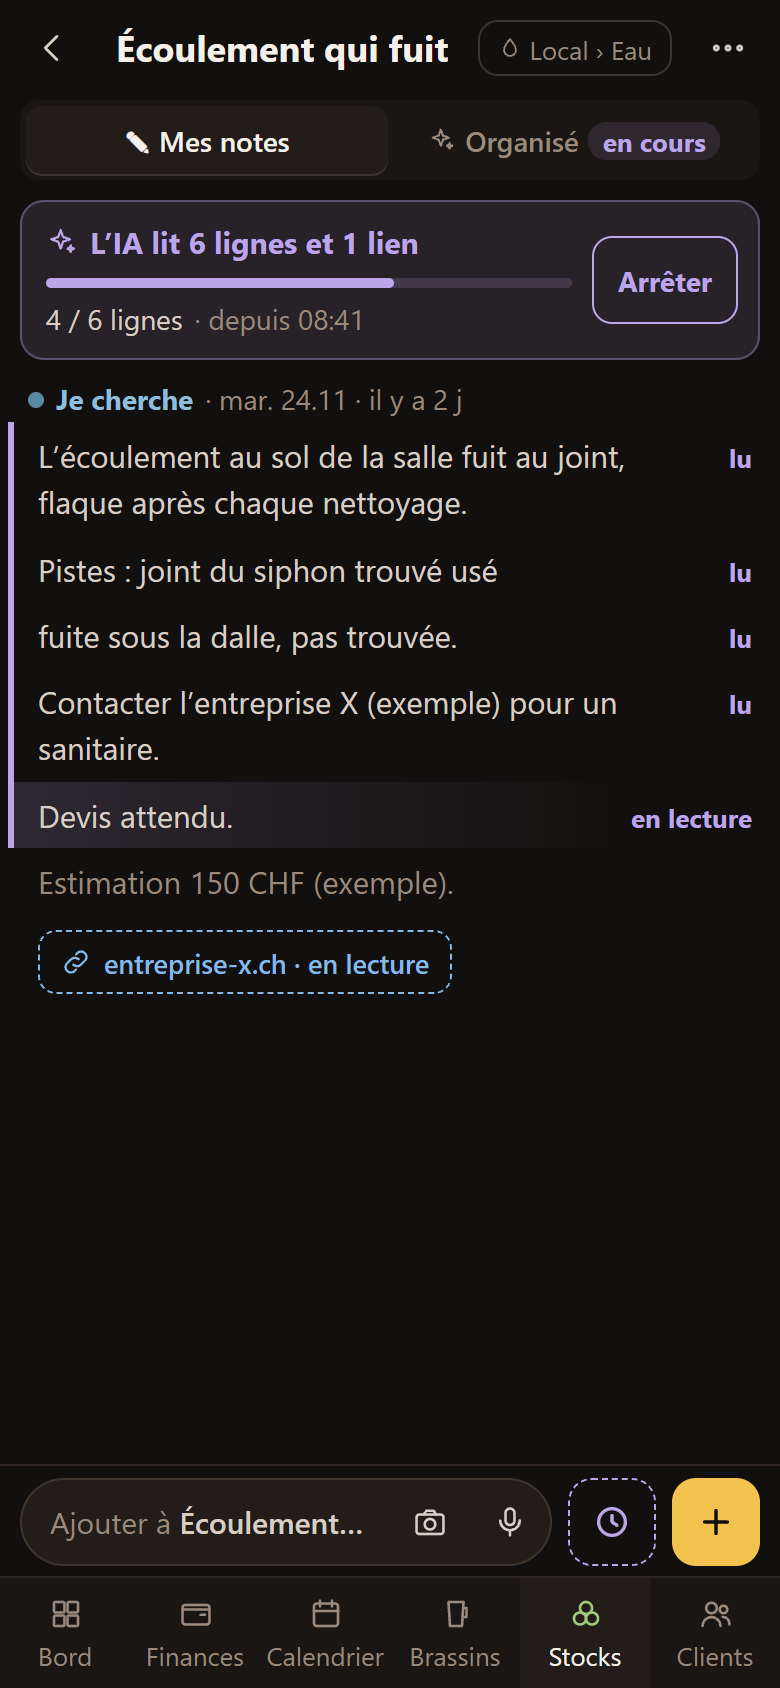 Écoulement qui fuit
Local › Eau
Mes notes
Organisé en cours
L’IA lit 6 lignes et 1 lien
4 / 6 lignes · depuis 08:41
Arrêter
Je cherche · mar. 24.11 · il y a 2 j
L’écoulement au sol de la salle fuit au joint, lu
flaque après chaque nettoyage.
Pistes : joint du siphon trouvé usé lu
fuite sous la dalle, pas trouvée. lu
Contacter l’entreprise X (exemple) pour un lu
sanitaire.
Devis attendu. en lecture
Estimation 150 CHF (exemple).
entreprise-x.ch · en lecture
Ajouter à Écoulement...
Bord
Finances
Calendrier
Brassins
Stocks
Clients